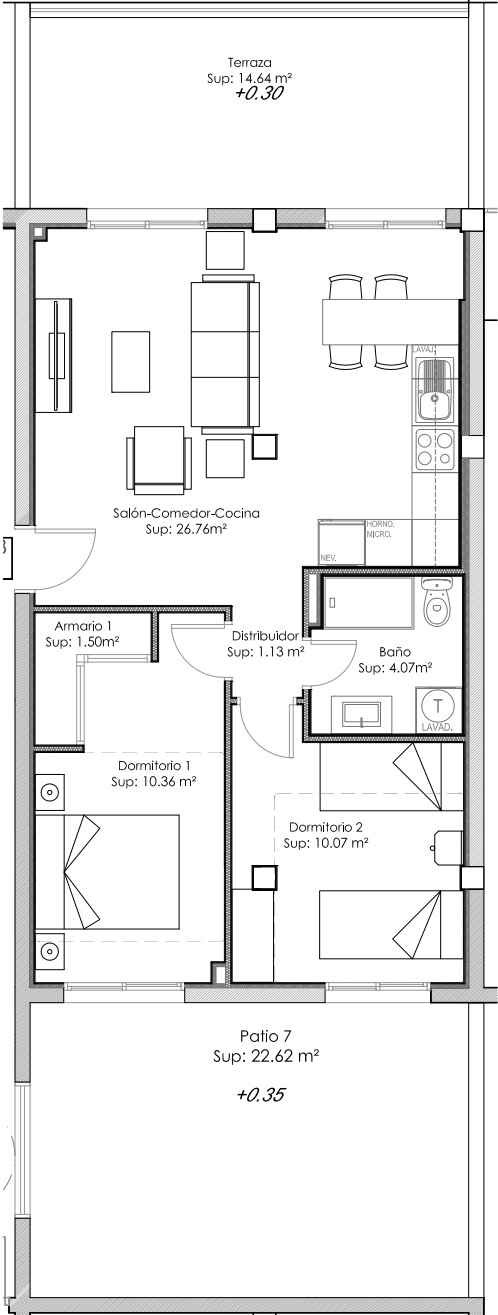 Terraza
Sup: 14.64 m²
+0.30
LAVAJ.
Salón-Comedor-Cocina
Sup: 26.76m²
HORNO.
MICRO.
NEV.
Armario 1
Sup: 1.50m²
Distribuidor
Sup: 1.13 m²
Baño
Sup: 4.07m²
T
LAVAD.
Dormitorio 1
Sup: 10.36 m²
Dormitorio 2
Sup: 10.07 m²
Patio 7
Sup: 22.62 m²
+0.35